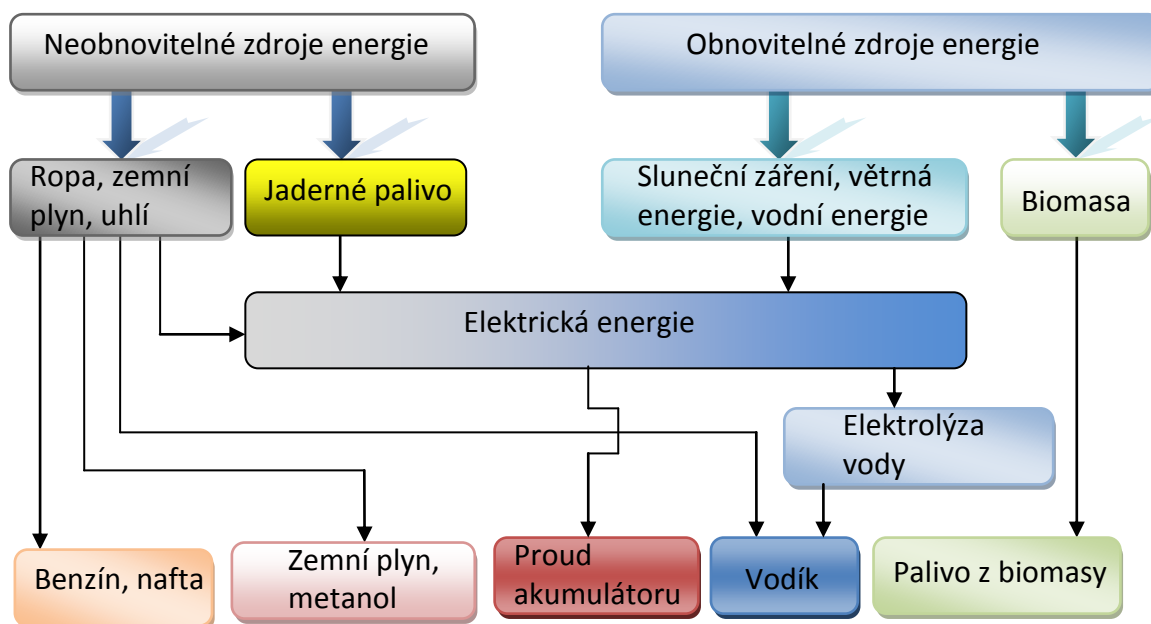 Neobnovitelné zdroje energie
Obnovitelné zdroje energie
Ropa, zemní
plyn, uhlí
Jaderné palivo
Sluneční záření, větrná
energie, vodní energie
Biomasa
Elektrická energie
Elektrolýza
vody
Benzín, nafta
Zemní plyn,
metanol
Proud
akumulátoru
Vodík
Palivo z biomasy